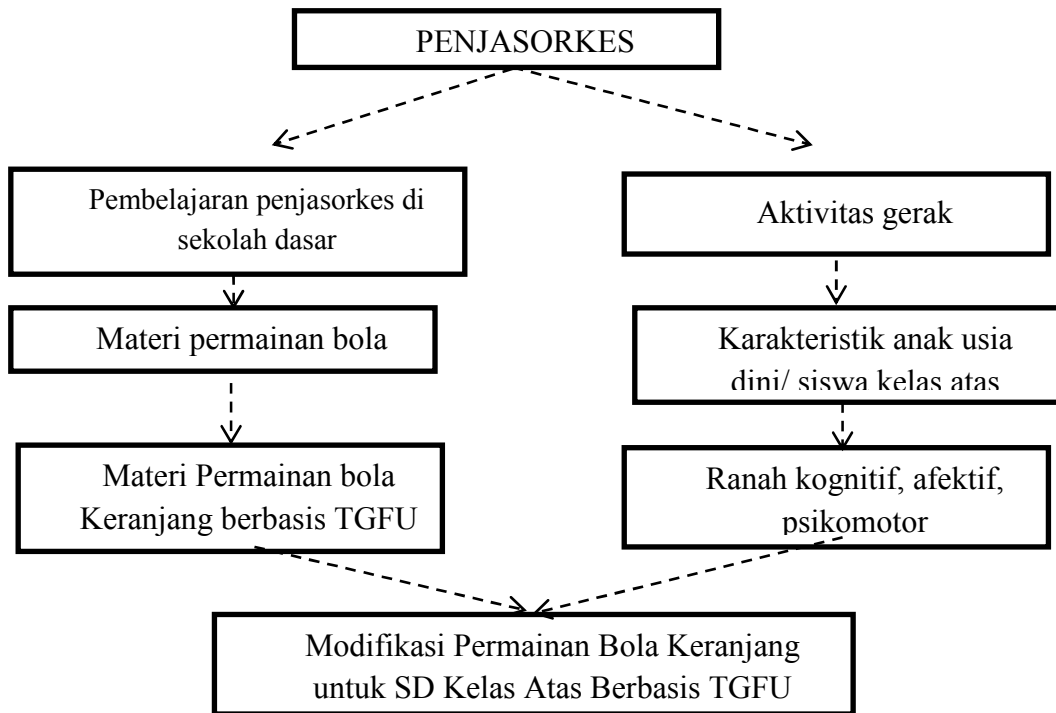 PENJASORKES
Pembelajaran penjasorkes di
sekolah dasar
Aktivitas gerak
Materi permainan bola
Karakteristik anak usia
dini/ siswa kelas atas
Materi Permainan bola
Keranjang berbasis TGFU
Ranah kognitif, afektif,
psikomotor
Modifikasi Permainan Bola Keranjang
untuk SD Kelas Atas Berbasis TGFU